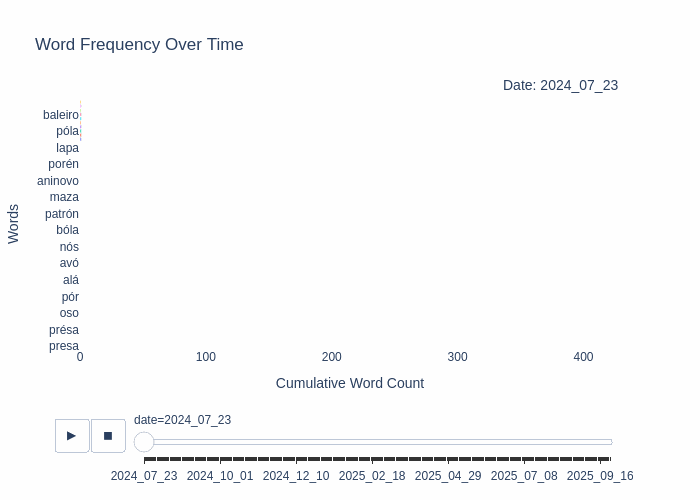 Word Frequency Over Time
Date: 2024_07_23
baleiro
póla
lapa
porén
aninovo
maza
patrón
bóla
nós
avó
alá
pór
oso
présa
presa
Words
0 100 200 300 400
Cumulative Word Count
date=2024_07_23
2024_07_23 2024_10_01 2024_12_10 2025_02_18 2025_04_29 2025_07_08 2025_09_16